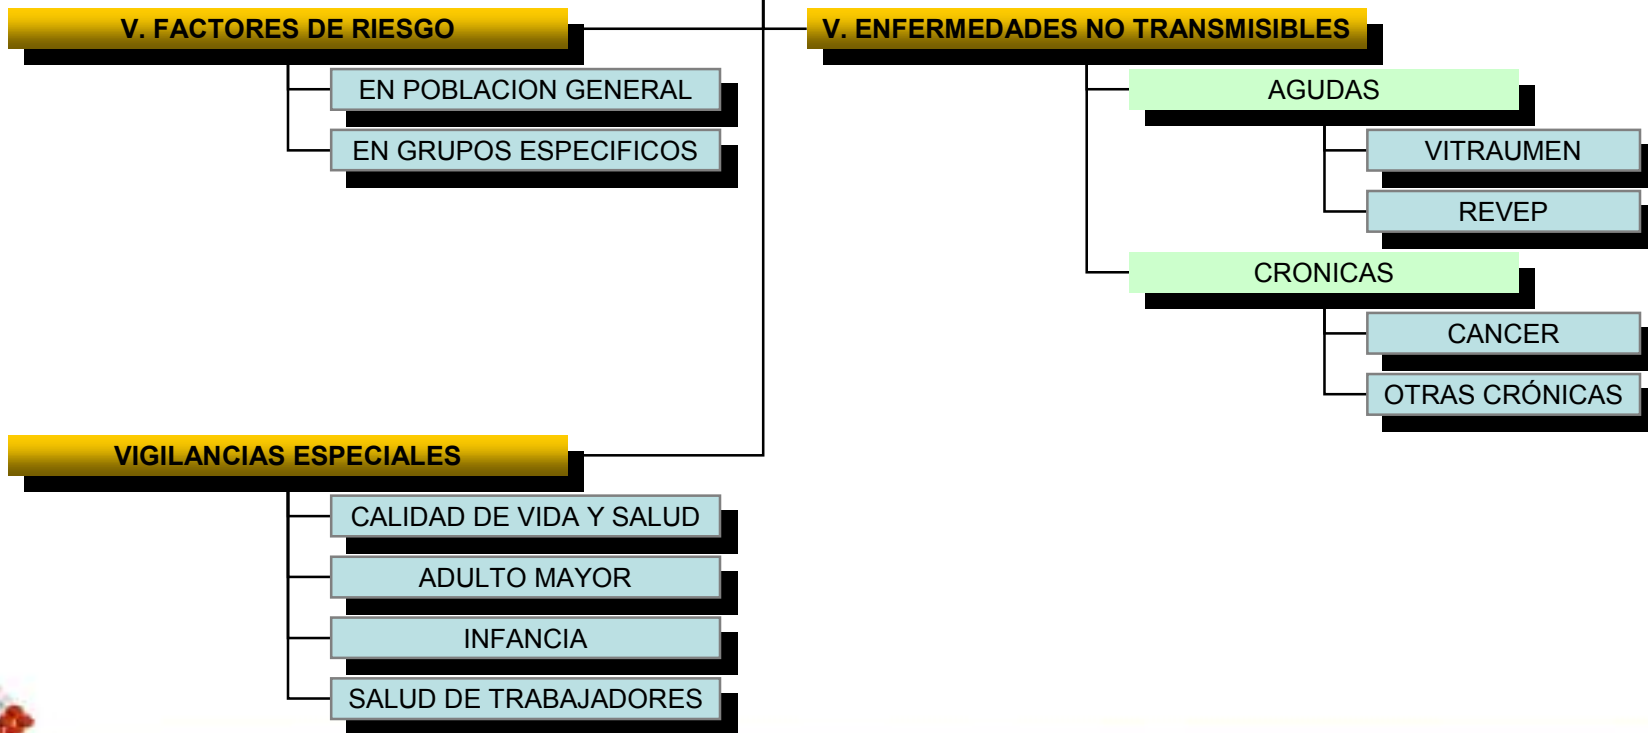 V. FACTORES DE RIESGO
EN POBLACION GENERAL
EN GRUPOS ESPECIFICOS
V. ENFERMEDADES NO TRANSMISIBLES
AGUDAS
VITRAUMEN
REVEP
CRONICAS
CANCER
OTRAS CRÓNICAS
VIGILANCIAS ESPECIALES
CALIDAD DE VIDA Y SALUD
ADULTO MAYOR
INFANCIA
SALUD DE TRABAJADORES